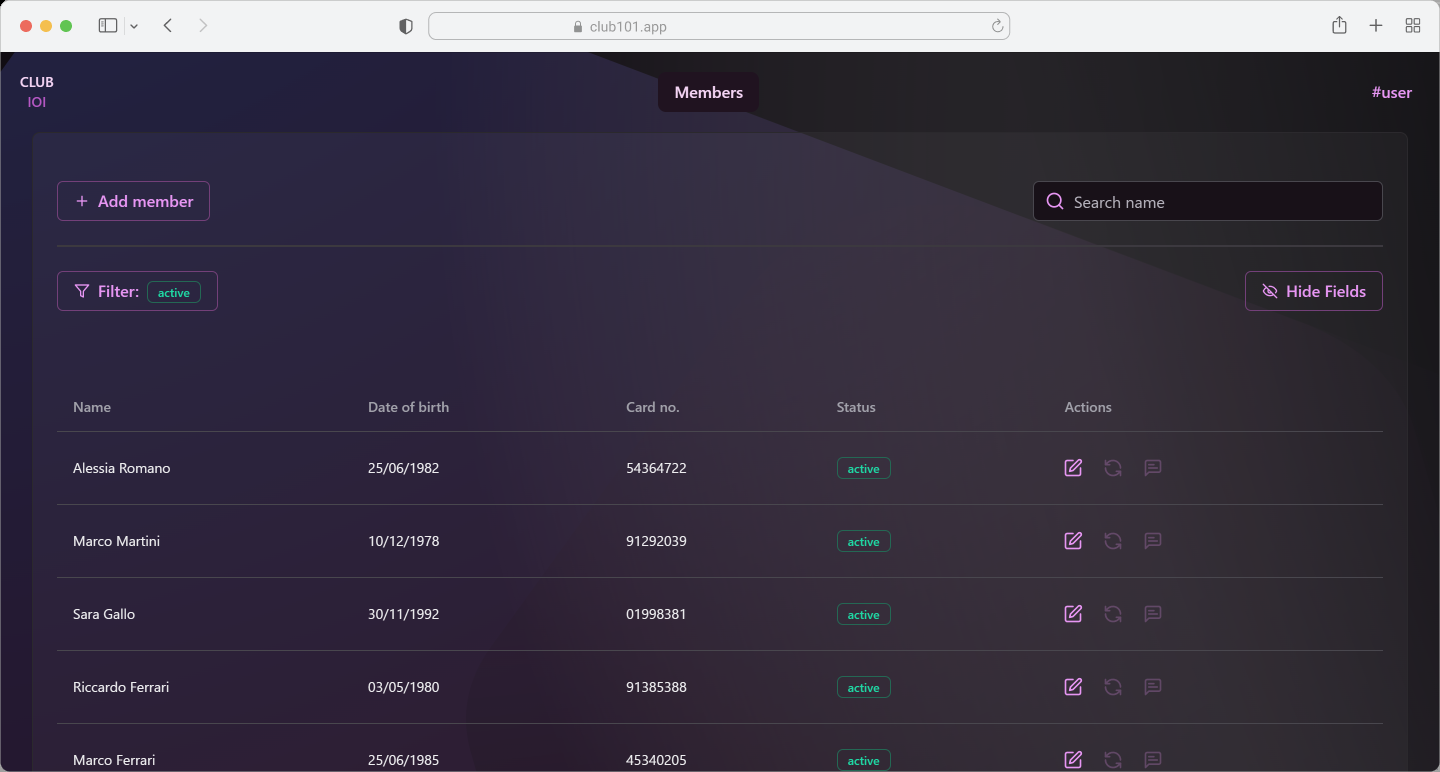 club101.app
CLUB
IOI
Members
#user
Add member
Search name
Filter: active
Hide Fields
Name Date of birth Card no. Status Actions
Alessia Romano 25/06/1982 54364722 active
Marco Martini 10/12/1978 91292039 active
Sara Gallo 30/11/1992 01998381 active
Riccardo Ferrari 03/05/1980 91385388 active
Marco Ferrari 25/06/1985 45340205 active